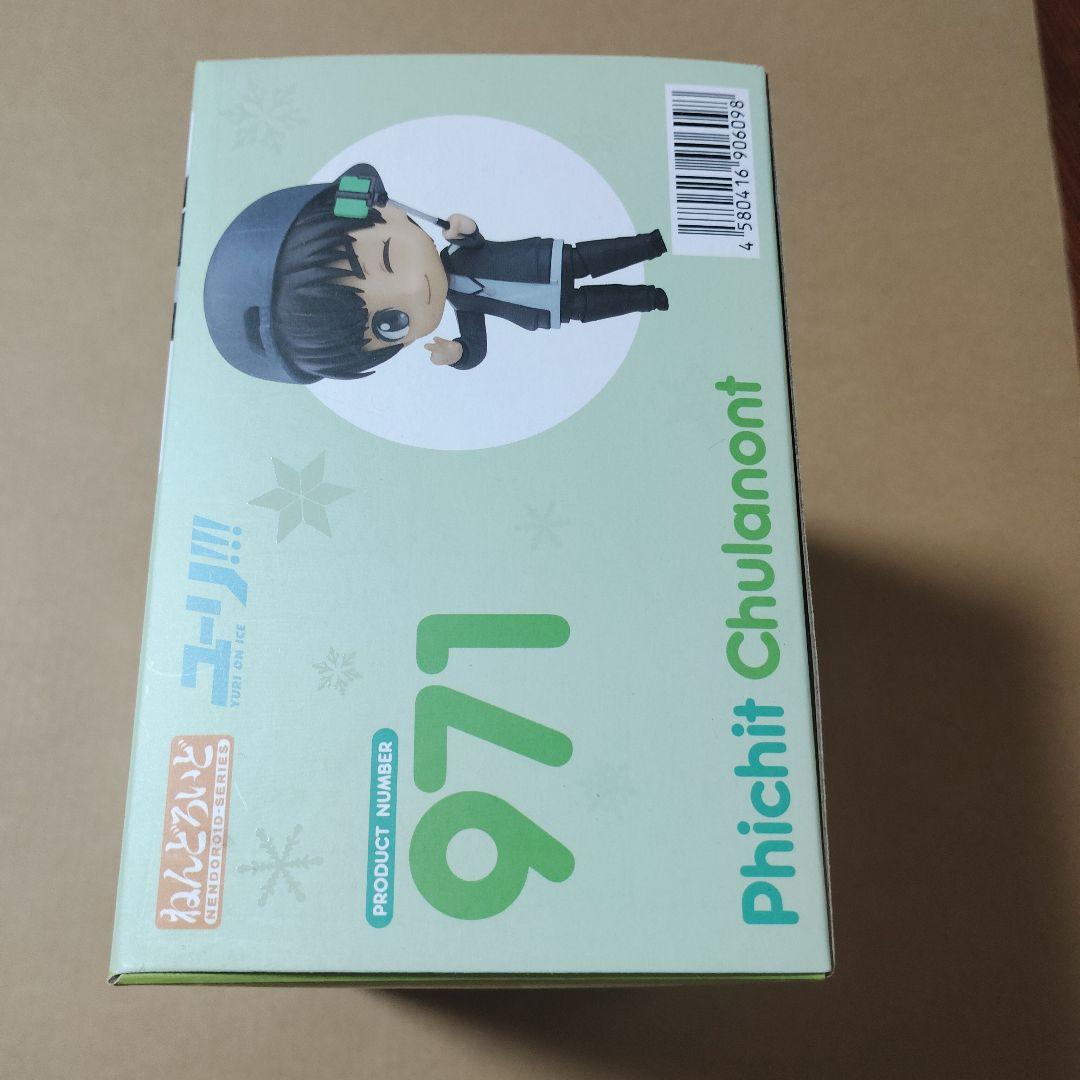 ねんどろいど
NENDORO1D・SERIES
ユーリ!!!
YURI ON ICE
PRODUCT NUMBER
971
Phichit Chulanont
4 580416 906098